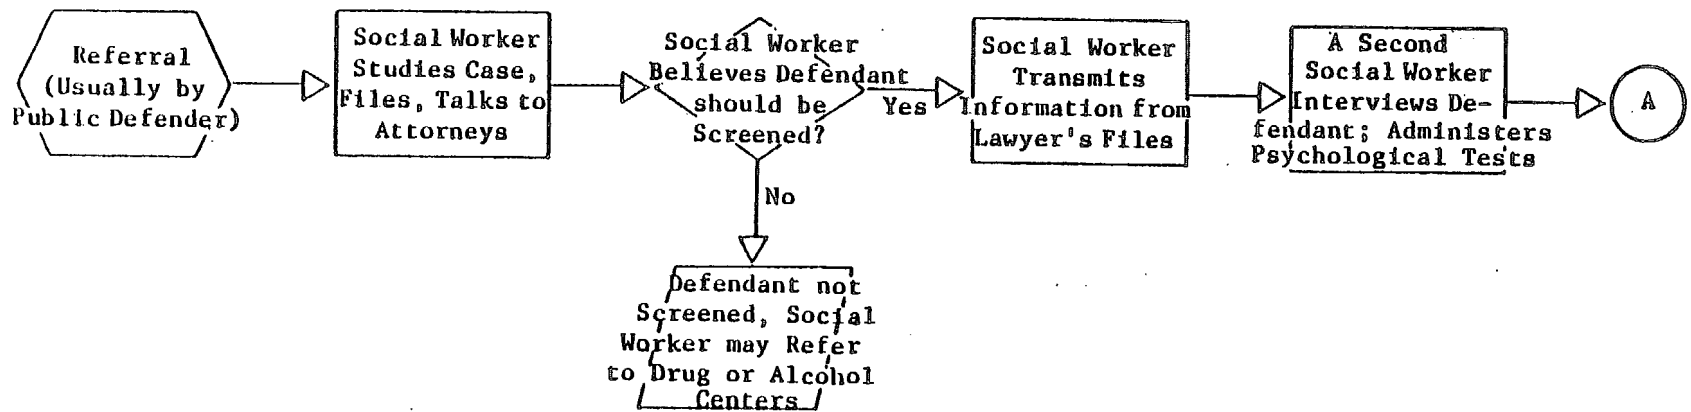 Referral
(Usually by
Public Defender)
Social Worker
Studies Case,
Files, Talks to
Attorneys
Social Worker
Believes Defendant
should be
Screened?
Yes
No
Defendant not
Screened, Social
Worker may Refer
to Drug or Alcohol
Centers
Social Worker
Transmits
Information from
Lawyer's Files
A Second
Social Worker
Interviews De-
fendant; Administers
Psychological Tests
A